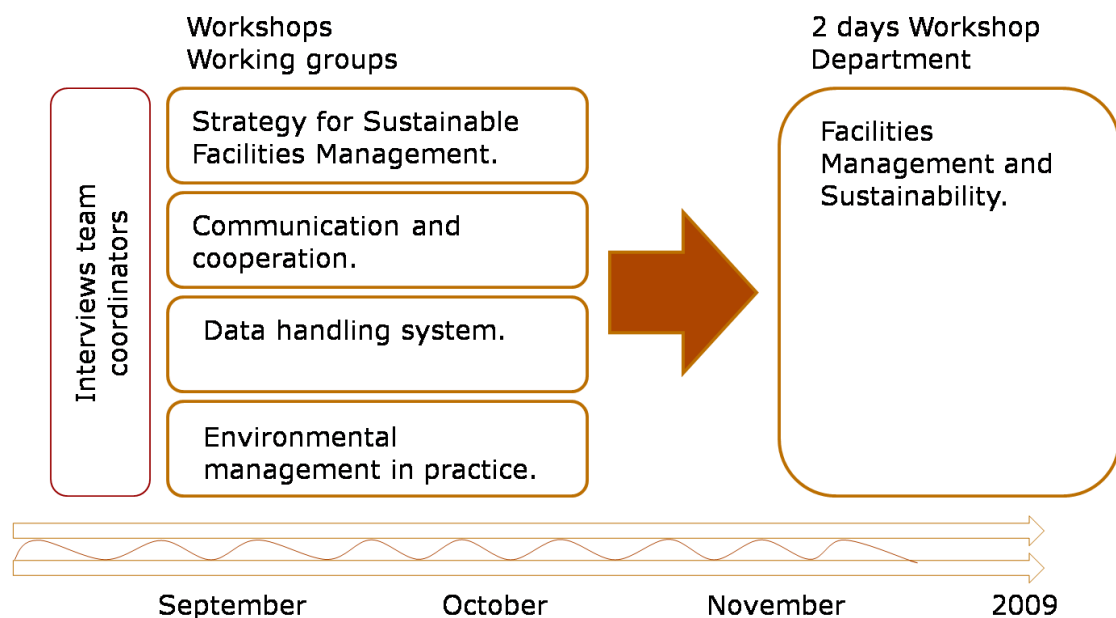 Workshops
Working groups
2 days Workshop
Department
Interviews team
coordinators
Strategy for Sustainable
Facilities Management.
Communication and
cooperation.
Data handling system.
Environmental
management in practice.
Facilities
Management and
Sustainability.
September
October
November
2009